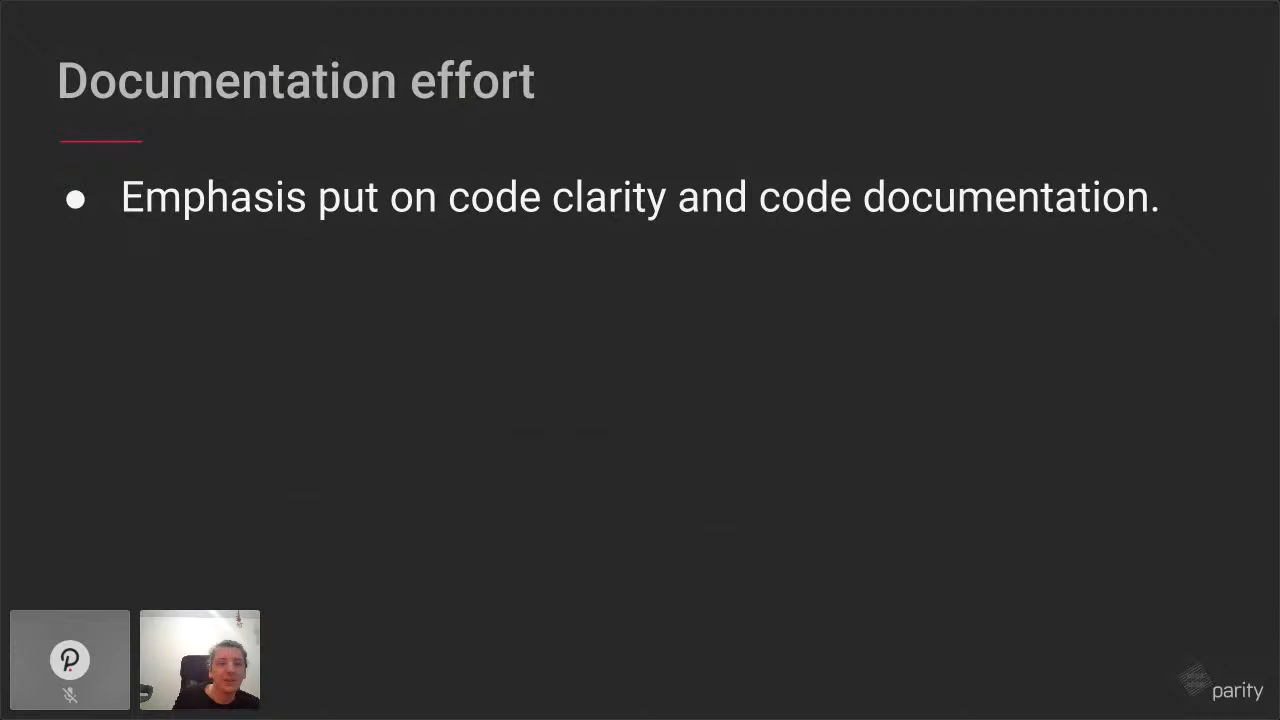 Documentation effort
● Emphasis put on code clarity and code documentation.
parity